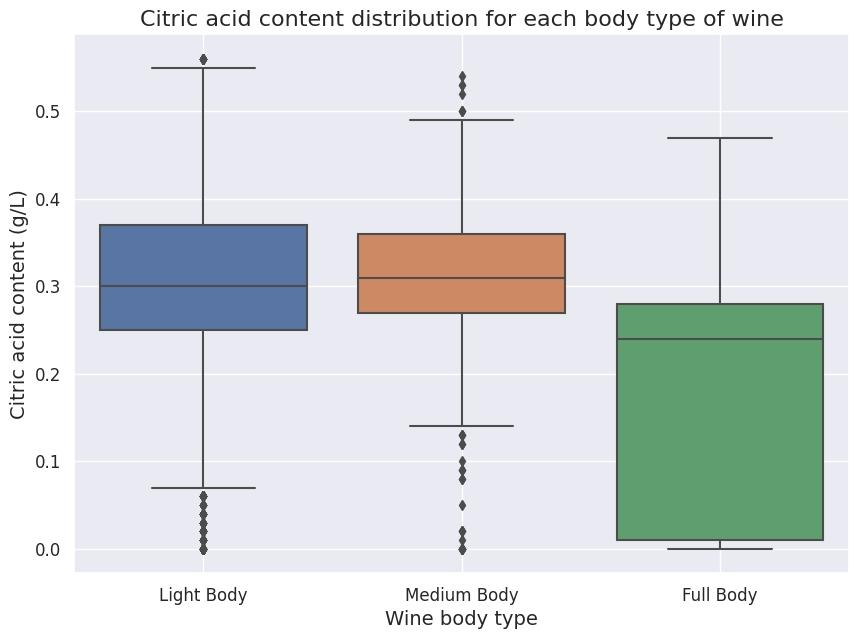 Citric acid content distribution for each body type of wine
Citric acid content (g/L)
0.5
0.4
0.3
0.2
0.1
0.0
Light Body
Medium Body
Full Body
Wine body type